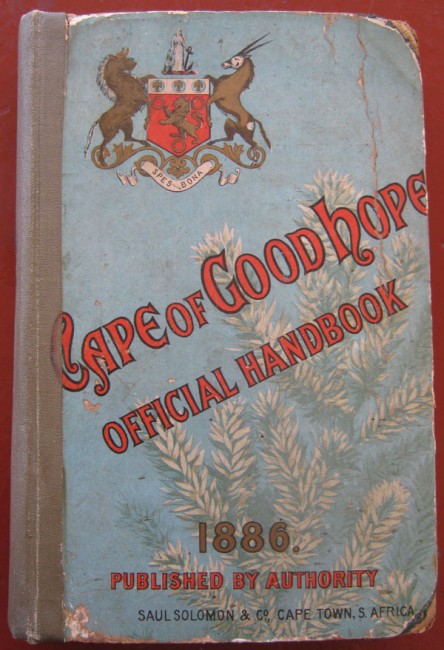 SPES BONA
CAPE OF GOOD HOPE
OFFICIAL HANDBOOK
1886.
PUBLISHED BY AUTHORITY
SAUL SOLOMON & Co, CAPE TOWN, S. AFRICA